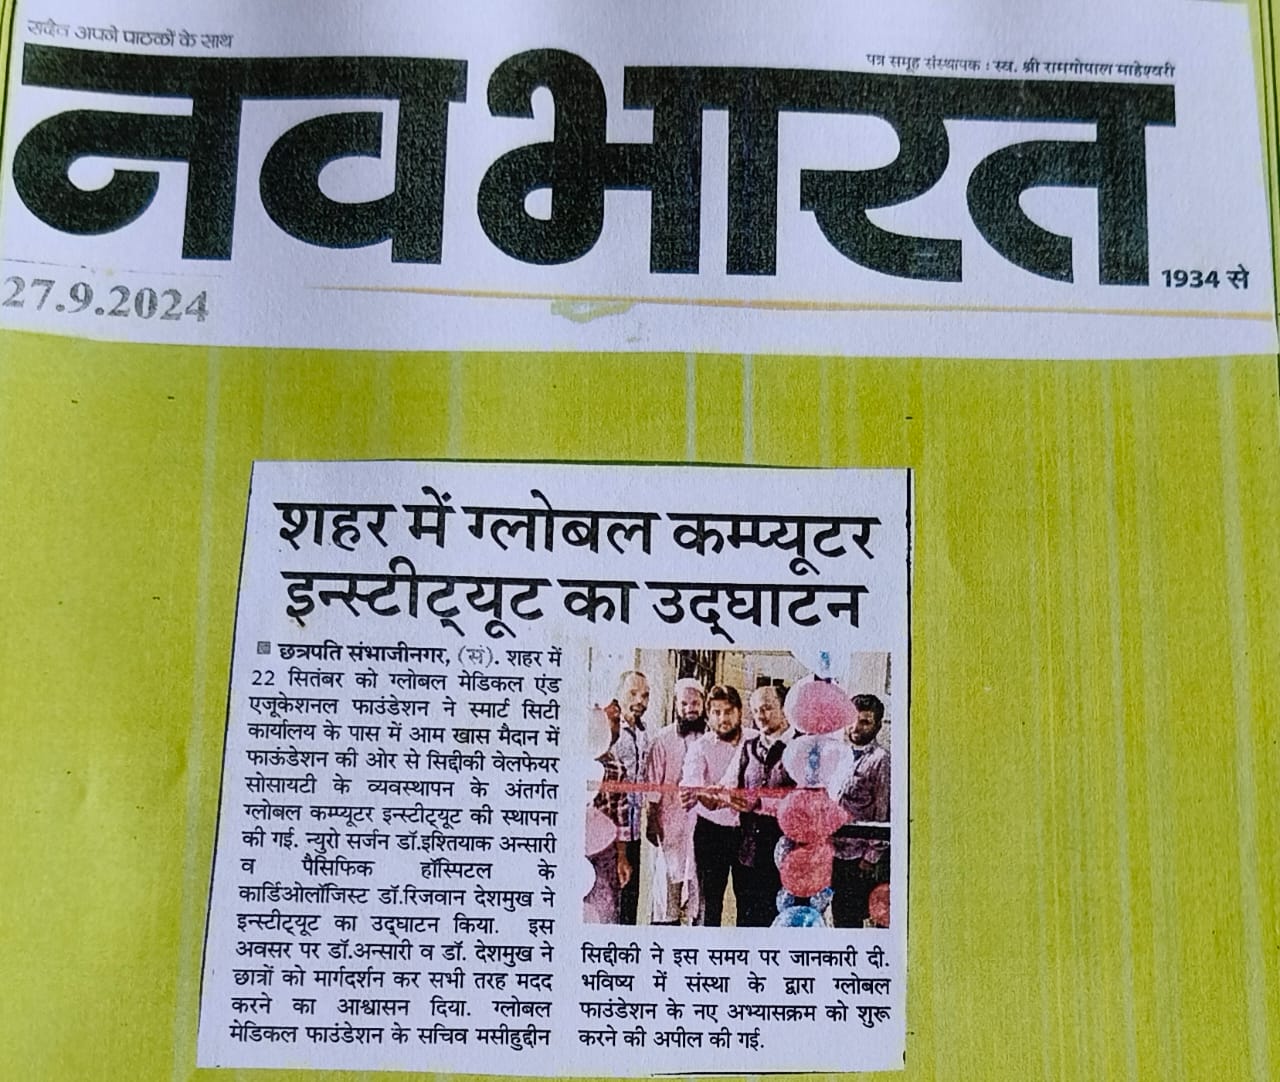 सदैव अपने पाठकों के साथ
पत्र समूह संस्थापक : स्व. श्री रामगोपाल माहेश्वरी
नवभारत
1934 से
27.9.2024
शहर में ग्लोबल कम्प्यूटर
इन्स्टीट्यूट का उद्घाटन
■ छत्रपति संभाजीनगर, (सं). शहर में
22 सितंबर को ग्लोबल मेडिकल एंड
एजूकेशनल फाउंडेशन ने स्मार्ट सिटी
कार्यालय के पास में आम खास मैदान में
फाऊंडेशन की ओर से सिद्दीकी वेलफेयर
सोसायटी के व्यवस्थापन के अंतर्गत
ग्लोबल कम्प्यूटर इन्स्टीट्यूट की स्थापना
की गई. न्युरो सर्जन डॉ.इश्तियाक अन्सारी
व पैसिफिक हॉस्पिटल के
कार्डिओलॉजिस्ट डॉ.रिजवान देशमुख ने
इन्स्टीट्यूट का उद्घाटन किया. इस
अवसर पर डॉ.अन्सारी व डॉ. देशमुख ने
छात्रों को मार्गदर्शन कर सभी तरह मदद
करने का आश्वासन दिया. ग्लोबल
मेडिकल फाउंडेशन के सचिव मसीहुद्दीन
सिद्दीकी ने इस समय पर जानकारी दी.
भविष्य में संस्था के द्वारा ग्लोबल
फाउंडेशन के नए अभ्यासक्रम को शुरू
करने की अपील की गई.